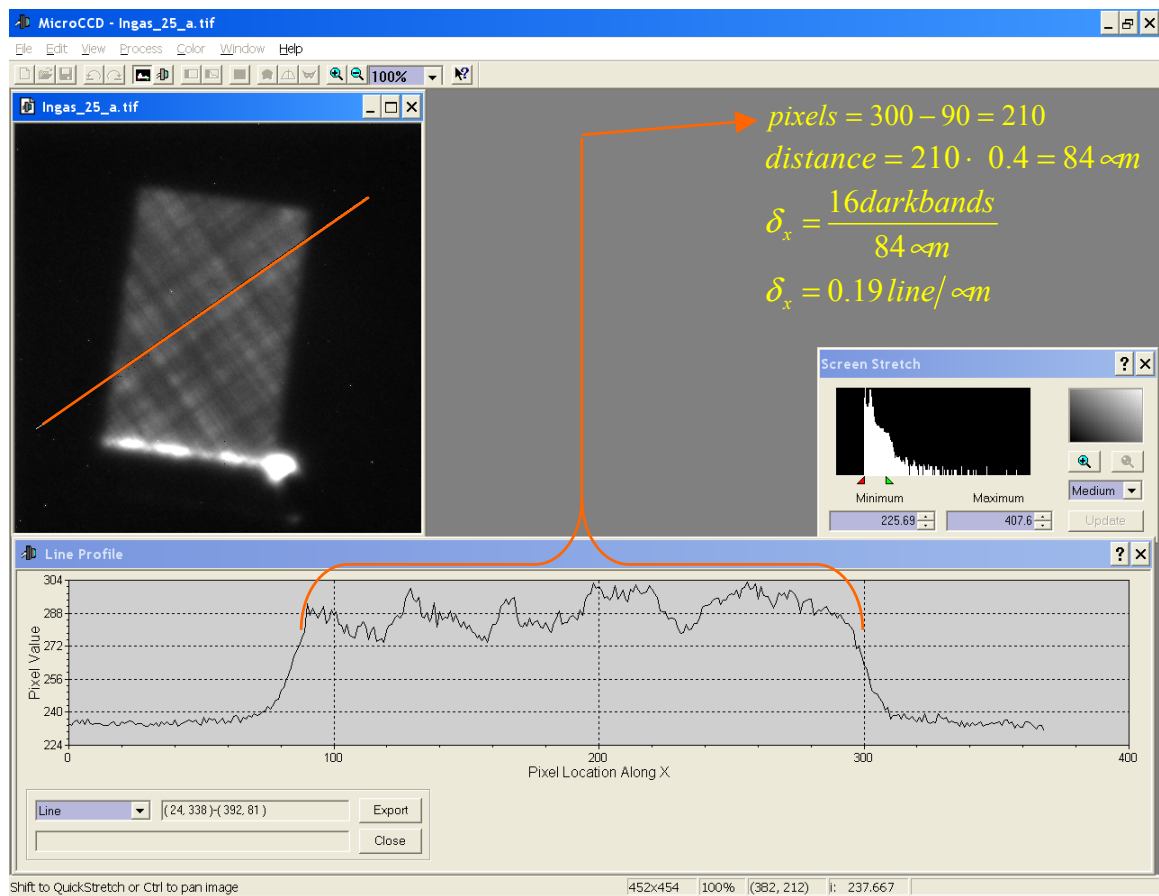 MicroCCD - Ingas_25_a.tif
File Edit View Process Color Window Help
100%
Ingas_25_a.tif
pixels = 300 − 90 = 210
distance = 210 · 0.4 = 84 ∝m
δx = 16darkbands / 84 ∝m
δx = 0.19 line/ ∝m
Screen Stretch
Minimum Maximum
225.69 407.6
Medium
Update
Line Profile
Pixel Value
304
288
272
256
240
224
0 100 200 300 400
Pixel Location Along X
Line (24, 338)-(392, 81) Export
Close
Shift to QuickStretch or Ctrl to pan image 452x454 100% (382, 212) i: 237.667